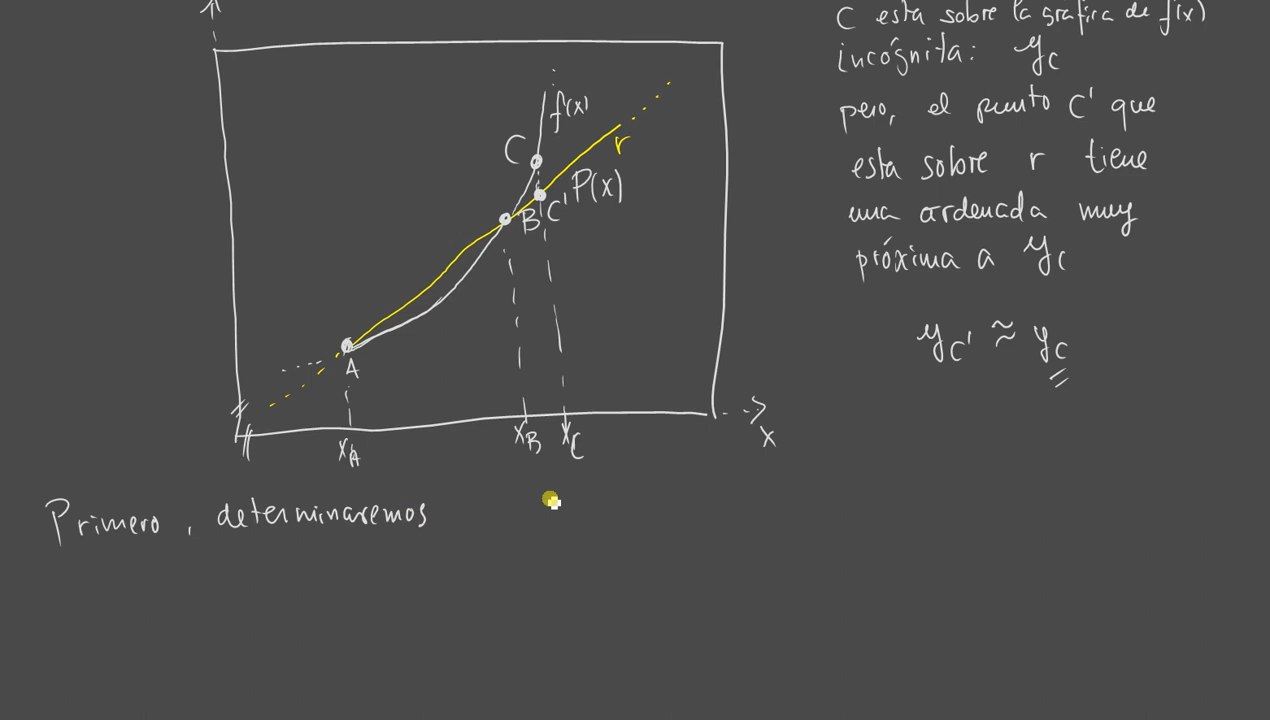 C esta sobre la grafica de f(x)
incógnita: yc
pero, el punto C' que
esta sobre r tiene
una ordenada muy
próxima a yc
yc' ≈ yc
f(x)
C
r
P(x)
B
C'
A
xA
xB
xC
x
Primero, determinaremos